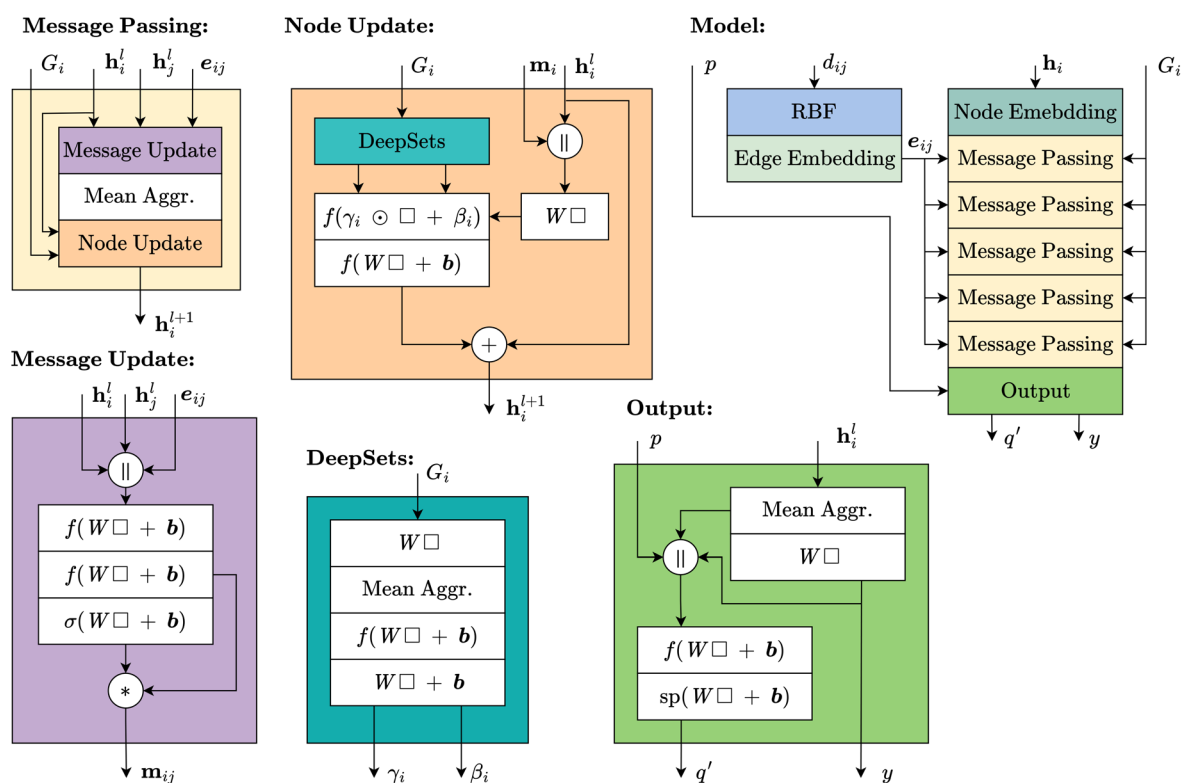 Message Passing:
G_i h_i^l h_j^l e_ij
Message Update
Mean Aggr.
Node Update
h_i^{l+1}
Message Update:
h_i^l h_j^l e_ij
||
f(W□ + b)
f(W□ + b)
σ(W□ + b)
*
m_ij
Node Update:
G_i m_i h_i^l
DeepSets
||
f(γ_i ⊙ □ + β_i)
W□
f(W□ + b)
+
h_i^{l+1}
DeepSets:
G_i
W□
Mean Aggr.
f(W□ + b)
W□ + b
γ_i β_i
Model:
p d_ij h_i G_i
RBF
Edge Embedding
e_ij
Node Emebdding
Message Passing
Message Passing
Message Passing
Message Passing
Message Passing
Output
q′ y
Output:
p h_i^l
Mean Aggr.
W□
||
f(W□ + b)
sp(W□ + b)
q′ y